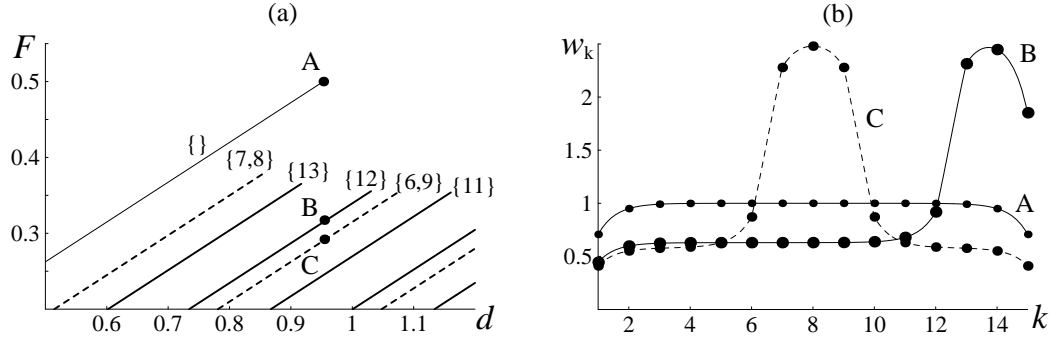 (a)
F
0.5
0.4
0.3
A
{}
{7,8}
{13}
{12}
{6,9}
{11}
B
C
0.6 0.7 0.8 0.9 1 1.1 d
(b)
wk
2
1.5
1
0.5
B
C
A
2 4 6 8 10 12 14 k